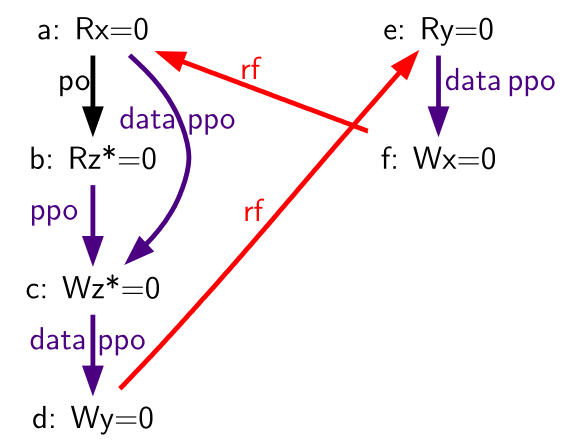 a: Rx=0
e: Ry=0
rf
po
data ppo
data ppo
b: Rz*=0
f: Wx=0
ppo
rf
c: Wz*=0
data ppo
d: Wy=0